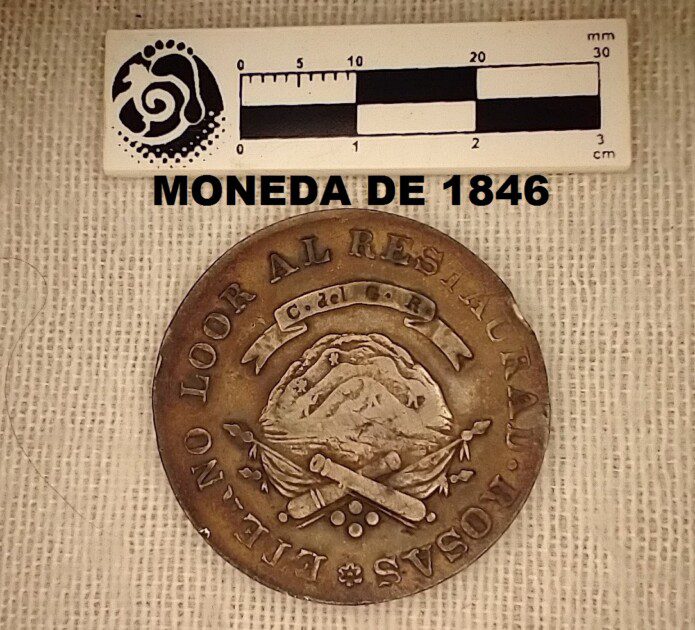 mm
0 5 10 20 30
0 1 2 3
cm
MONEDA DE 1846
ETERNO LOOR AL RESTAURAD. ROSAS
C. del G. R.